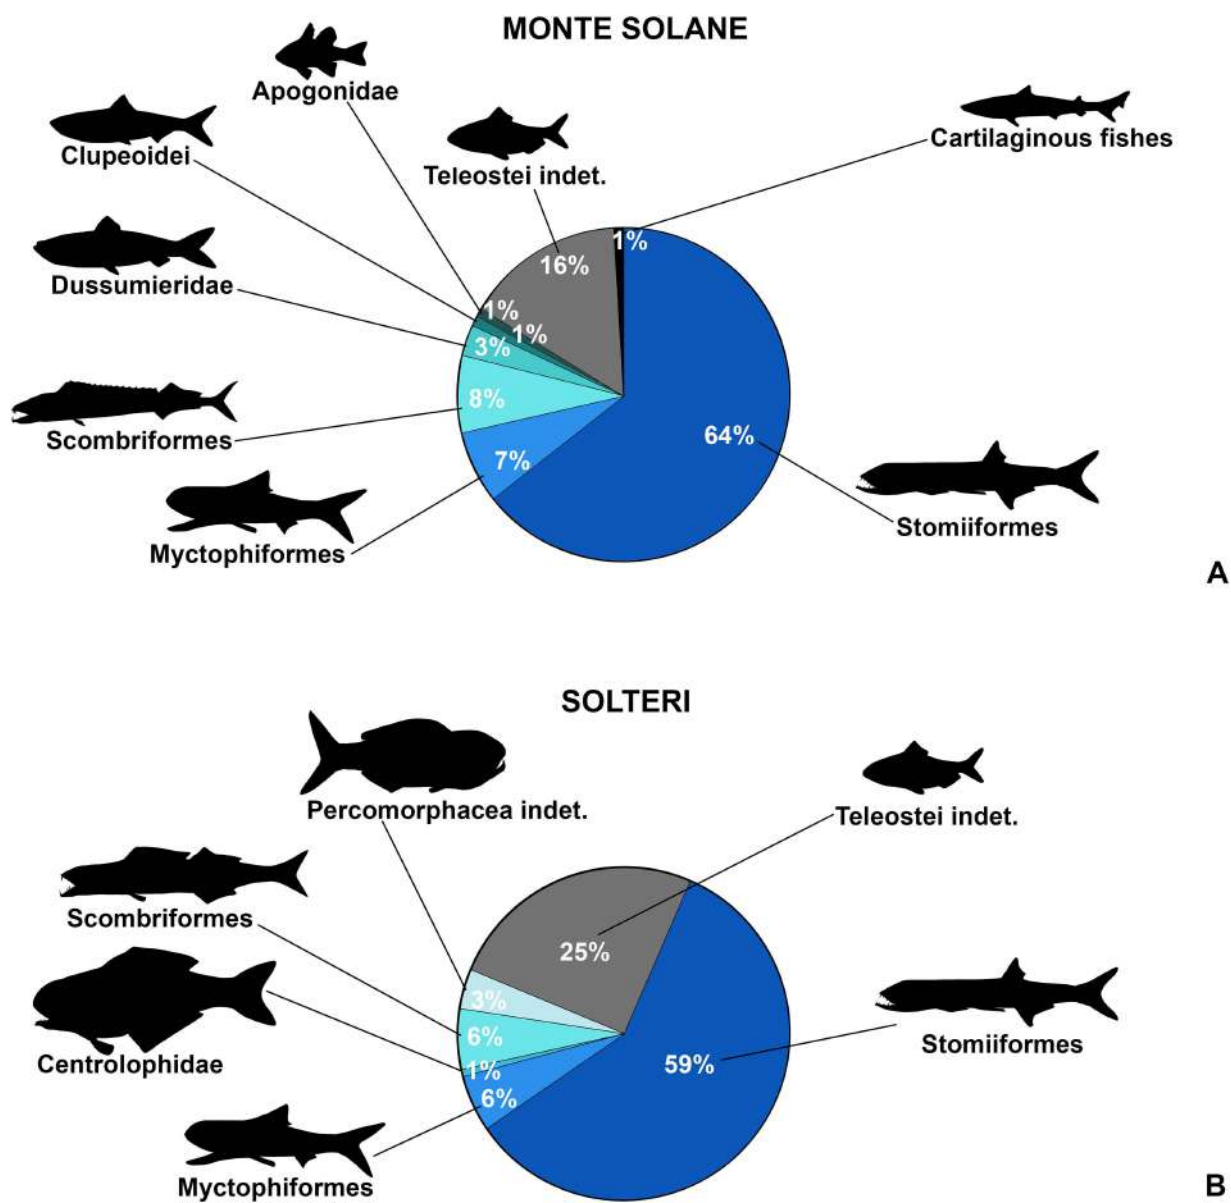 MONTE SOLANE
Apogonidae
Cartilaginous fishes
Clupeoidei
Teleostei indet.
1%
16%
Dussumieridae
1%
1%
3%
Scombriformes
8%
64%
7%
Stomiiformes
Myctophiformes
A
SOLTERI
Percomorphacea indet.
Teleostei indet.
Scombriformes
25%
3%
6%
Centrolophidae
1%
59%
Stomiiformes
6%
Myctophiformes
B